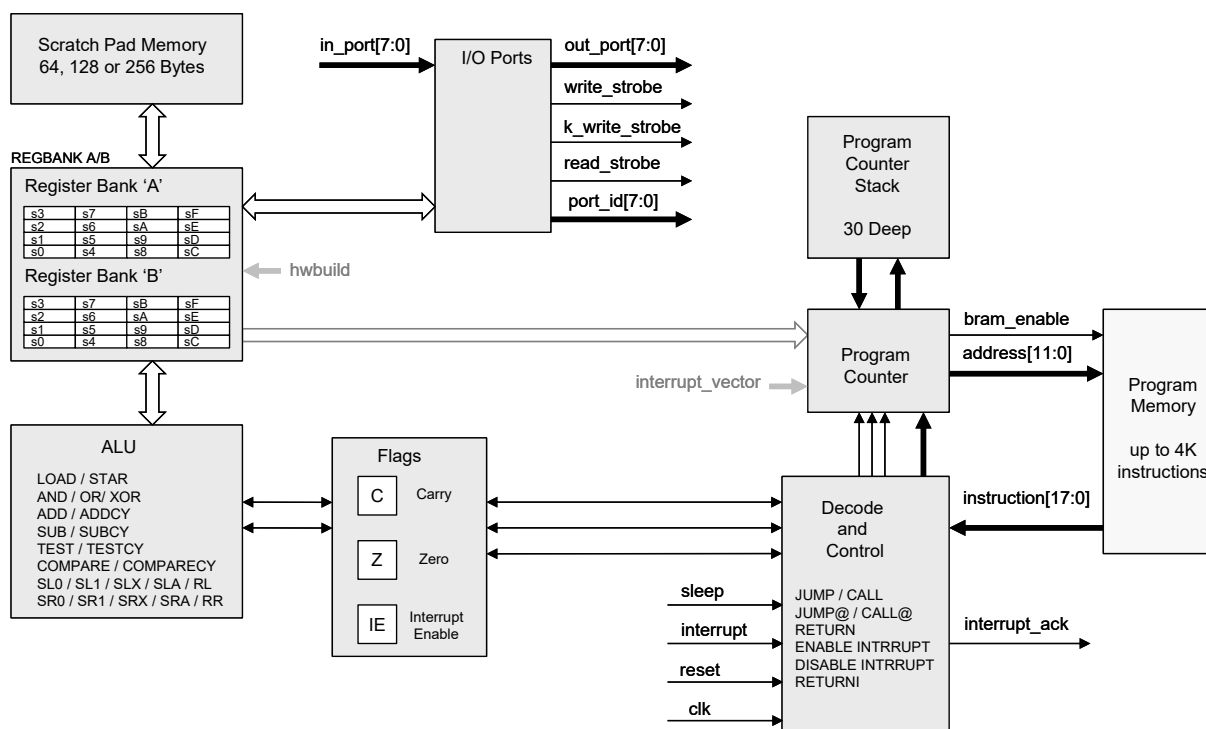 Scratch Pad Memory
64, 128 or 256 Bytes
in_port[7:0]
I/O Ports
out_port[7:0]
write_strobe
k_write_strobe
read_strobe
port_id[7:0]
REGBANK A/B
Register Bank ‘A’
s3 s7 sB sF
s2 s6 sA sE
s1 s5 s9 sD
s0 s4 s8 sC
Register Bank ‘B’
s3 s7 sB sF
s2 s6 sA sE
s1 s5 s9 sD
s0 s4 s8 sC
hwbuild
Program
Counter
Stack
30 Deep
interrupt_vector
Program
Counter
bram_enable
address[11:0]
Program
Memory
up to 4K
instructions
instruction[17:0]
ALU
LOAD / STAR
AND / OR/ XOR
ADD / ADDCY
SUB / SUBCY
TEST / TESTCY
COMPARE / COMPARECY
SL0 / SL1 / SLX / SLA / RL
SR0 / SR1 / SRX / SRA / RR
Flags
C Carry
Z Zero
IE Interrupt
Enable
Decode
and
Control
JUMP / CALL
JUMP@ / CALL@
RETURN
ENABLE INTRRUPT
DISABLE INTRRUPT
RETURNI
sleep
interrupt
reset
clk
interrupt_ack